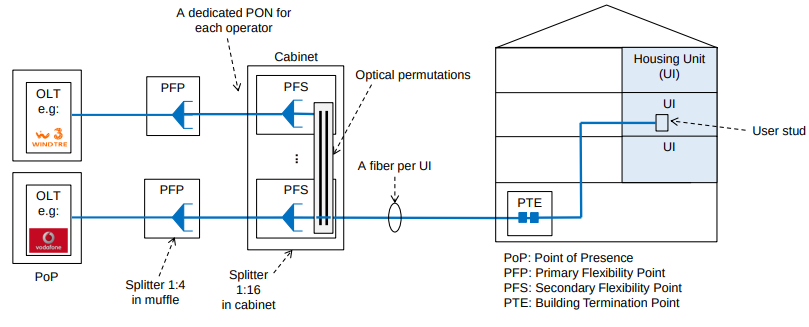 A dedicated PON for
each operator
Cabinet
OLT
e.g:
W3
WINDTRE
PFP
PFS
Optical permutations
Housing Unit
(UI)
UI
User stud
UI
...
A fiber per UI
OLT
e.g:
vodafone
PFP
PFS
PTE
PoP
Splitter 1:4
in muffle
Splitter
1:16
in cabinet
PoP: Point of Presence
PFP: Primary Flexibility Point
PFS: Secondary Flexibility Point
PTE: Building Termination Point